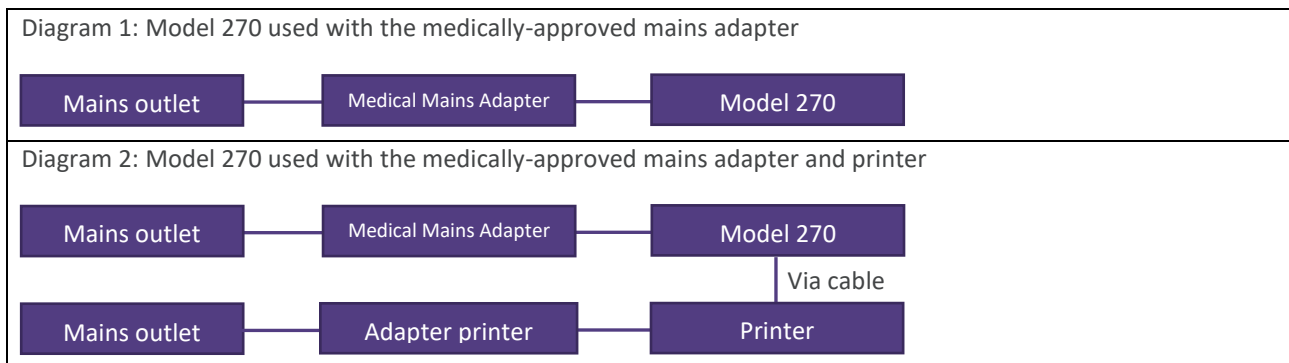 Diagram 1: Model 270 used with the medically-approved mains adapter
Mains outlet Medical Mains Adapter Model 270
Diagram 2: Model 270 used with the medically-approved mains adapter and printer
Mains outlet Medical Mains Adapter Model 270
Via cable
Mains outlet Adapter printer Printer